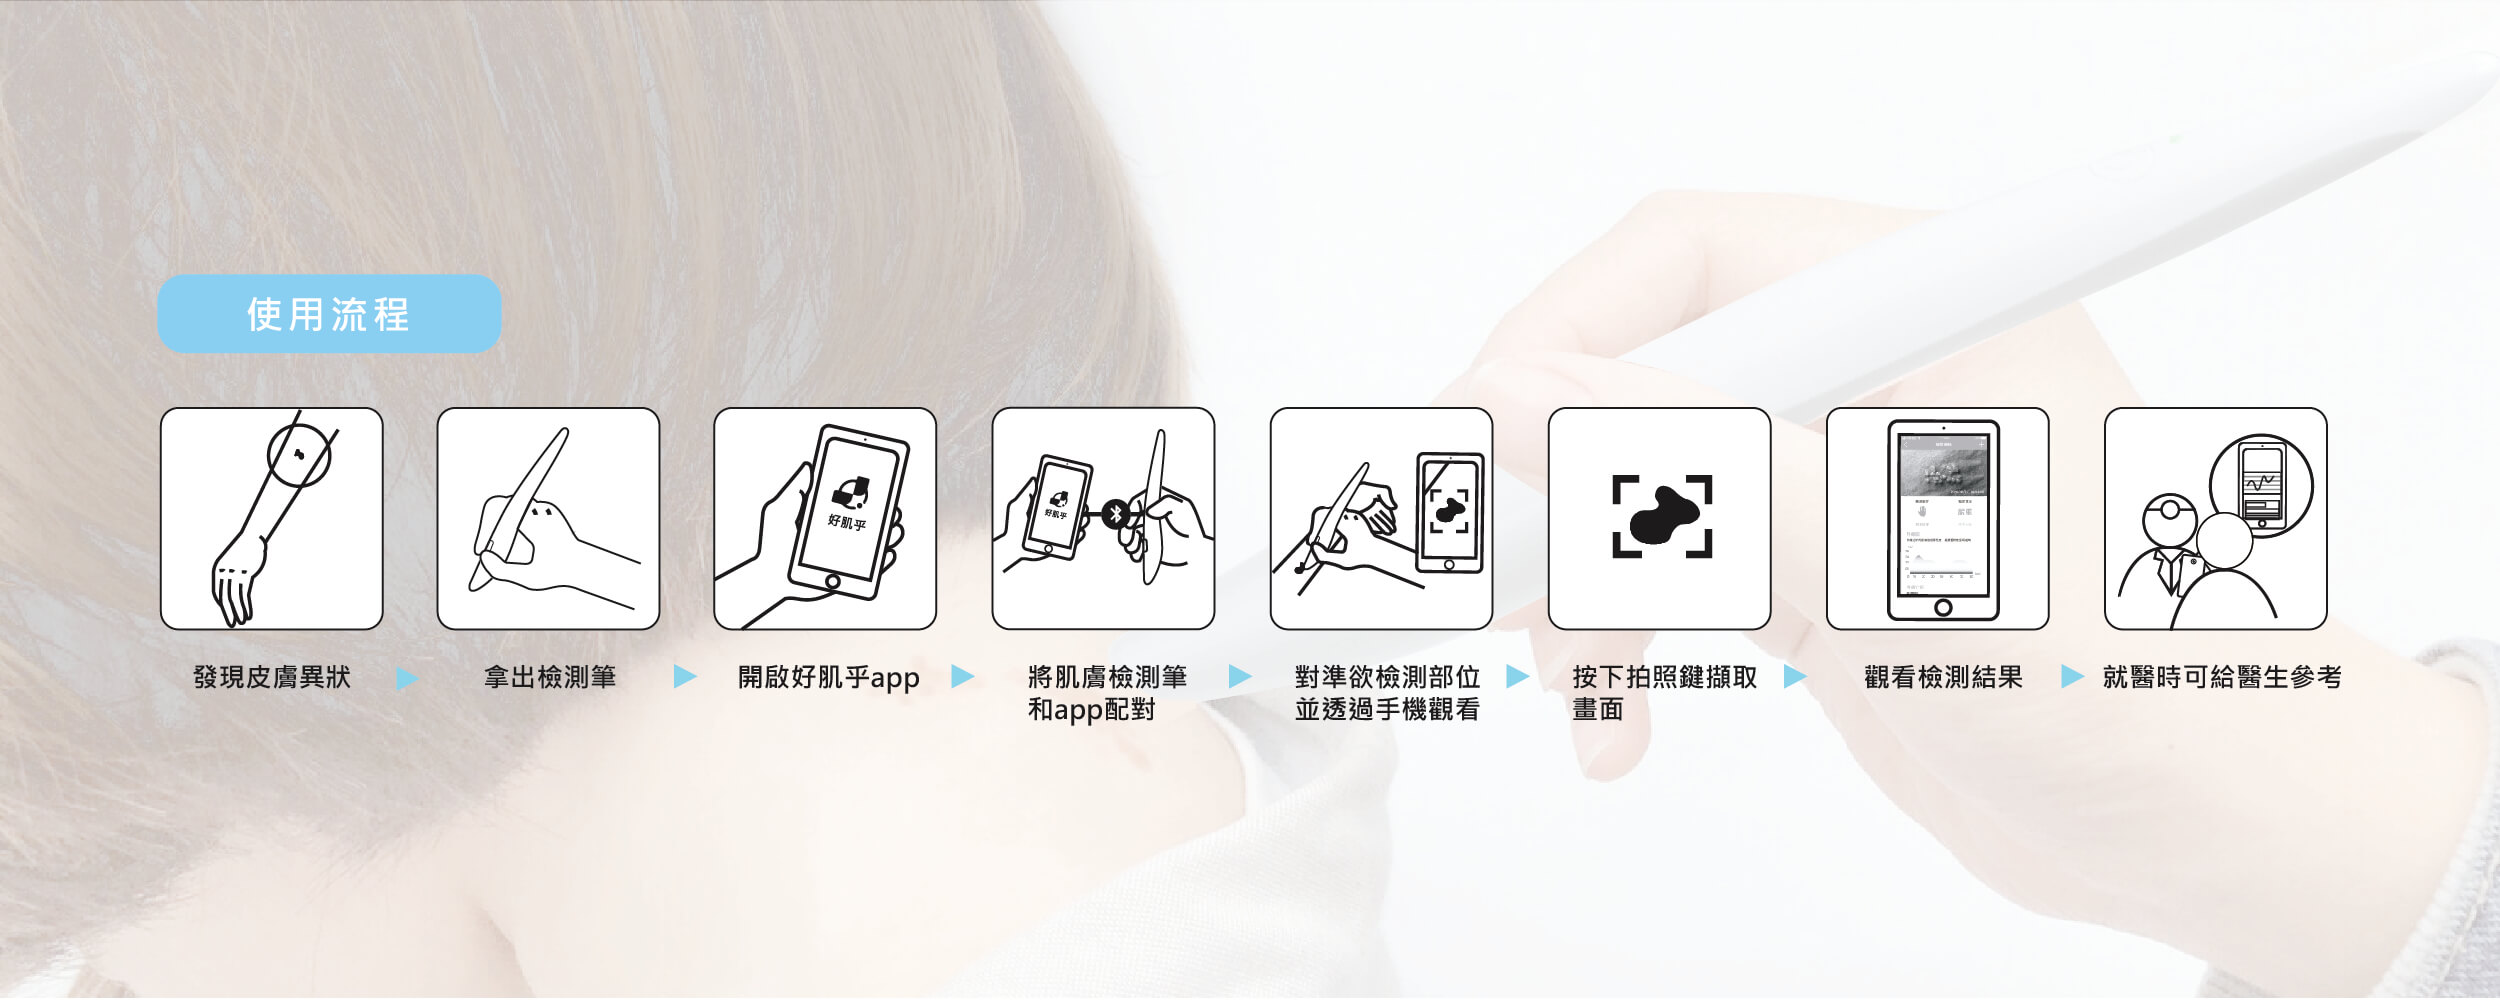 使用流程
好肌乎
好肌乎
發現皮膚異狀
拿出檢測筆
開啟好肌乎app
將肌膚檢測筆
和app配對
對準欲檢測部位
並透過手機觀看
按下拍照鍵擷取
畫面
觀看檢測結果
就醫時可給醫生參考